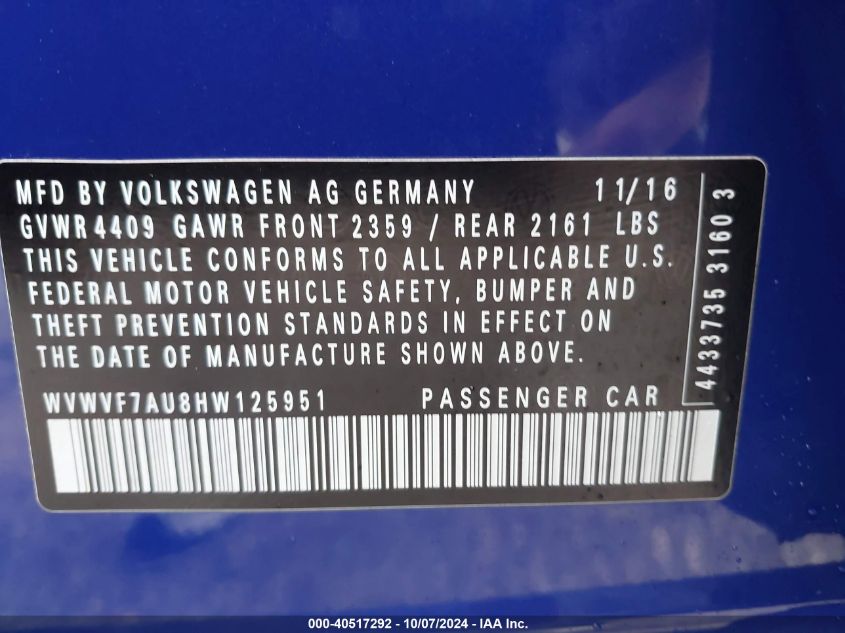 MFD BY VOLKSWAGEN AG GERMANY 11/16
GVWR 4409 GAWR FRONT 2359 / REAR 2161 LBS
THIS VEHICLE CONFORMS TO ALL APPLICABLE U.S.
FEDERAL MOTOR VEHICLE SAFETY, BUMPER AND
THEFT PREVENTION STANDARDS IN EFFECT ON
THE DATE OF MANUFACTURE SHOWN ABOVE.
WVWVF7AU8HW125951 PASSENGER CAR
4433735 3160 3
000-40517292 - 10/07/2024 - IAA Inc.